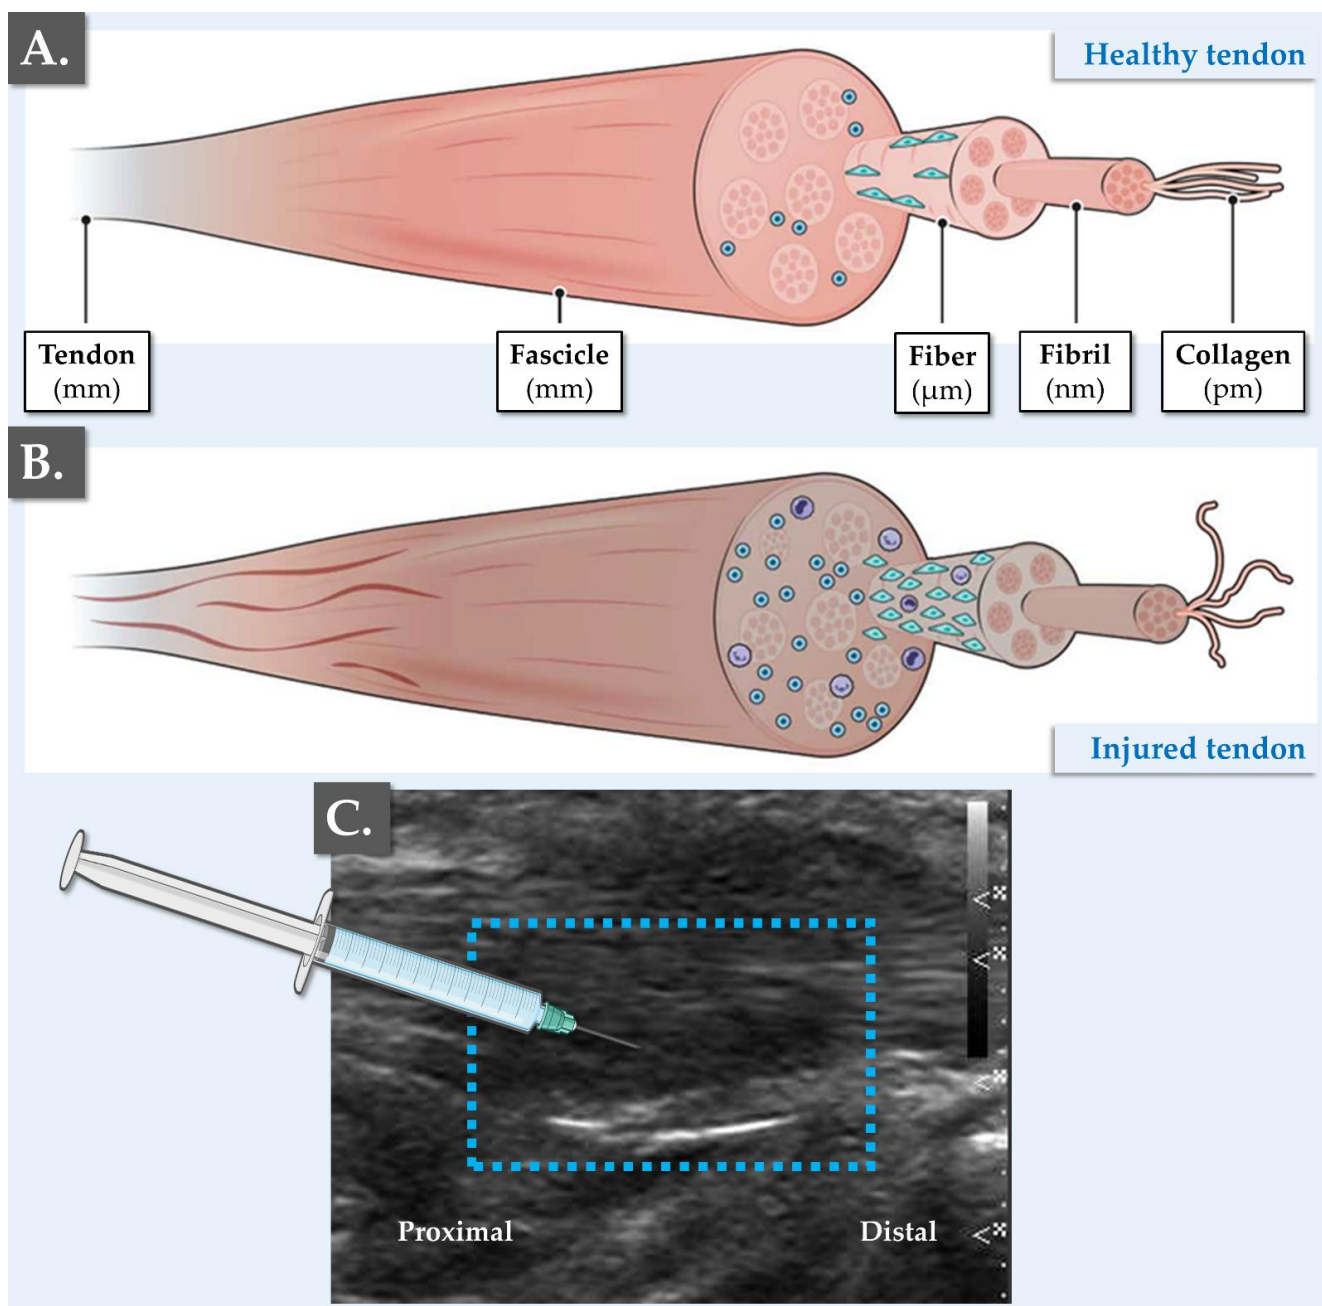 A.
Healthy tendon
Tendon
(mm)
Fascicle
(mm)
Fiber
(µm)
Fibril
(nm)
Collagen
(pm)
B.
Injured tendon
C.
Proximal
Distal